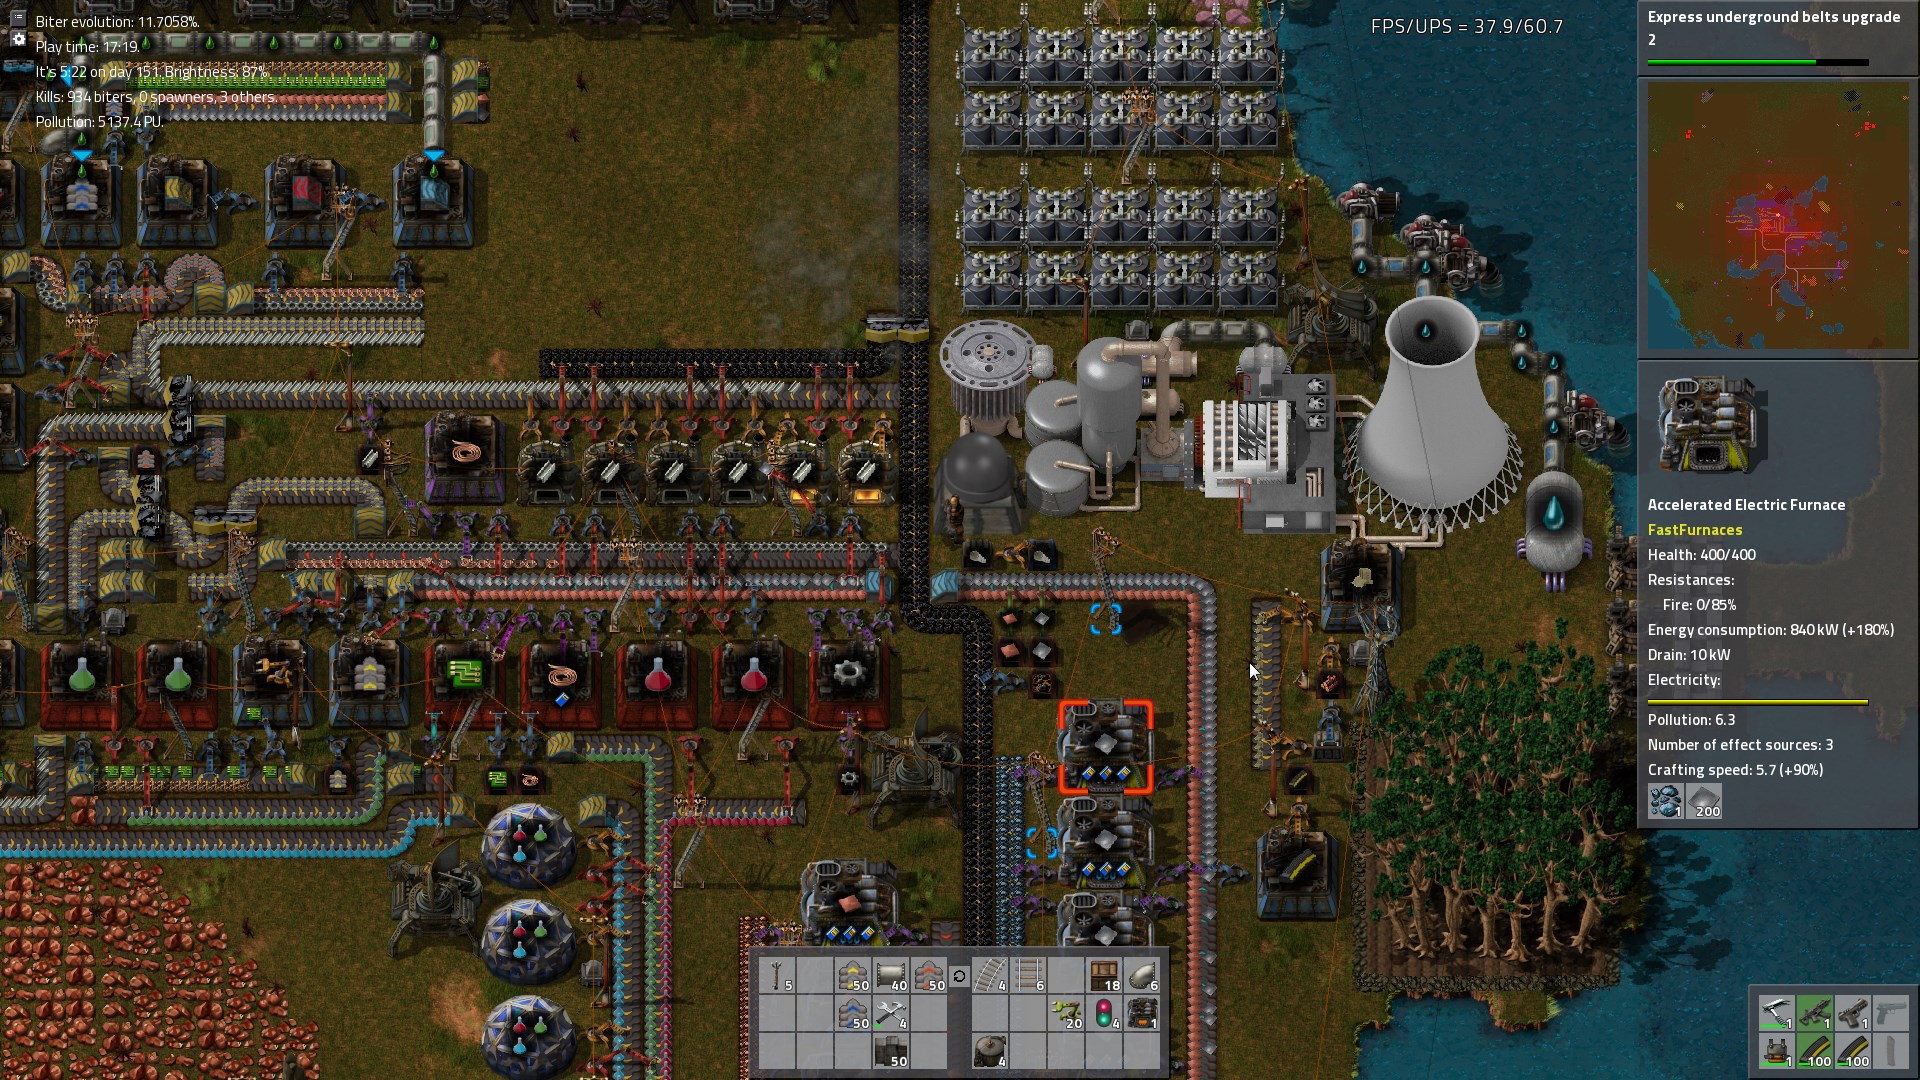 Biter evolution: 11.7058%.
Play time: 17:19.
It's 5:22 on day 151. Brightness: 87%.
Kills: 934 biters, 0 spawners, 3 others.
Pollution: 5137.4 PU.
FPS/UPS = 37.9/60.7
Express underground belts upgrade
2
Accelerated Electric Furnace
FastFurnaces
Health: 400/400
Resistances:
Fire: 0/85%
Energy consumption: 840 kW (+180%)
Drain: 10 kW
Electricity:
Pollution: 6.3
Number of effect sources: 3
Crafting speed: 5.7 (+90%)
1 200
5 50 40 50 4 6 18 6
50 4 20 4 1
50 4
1 1 1
1 100 100